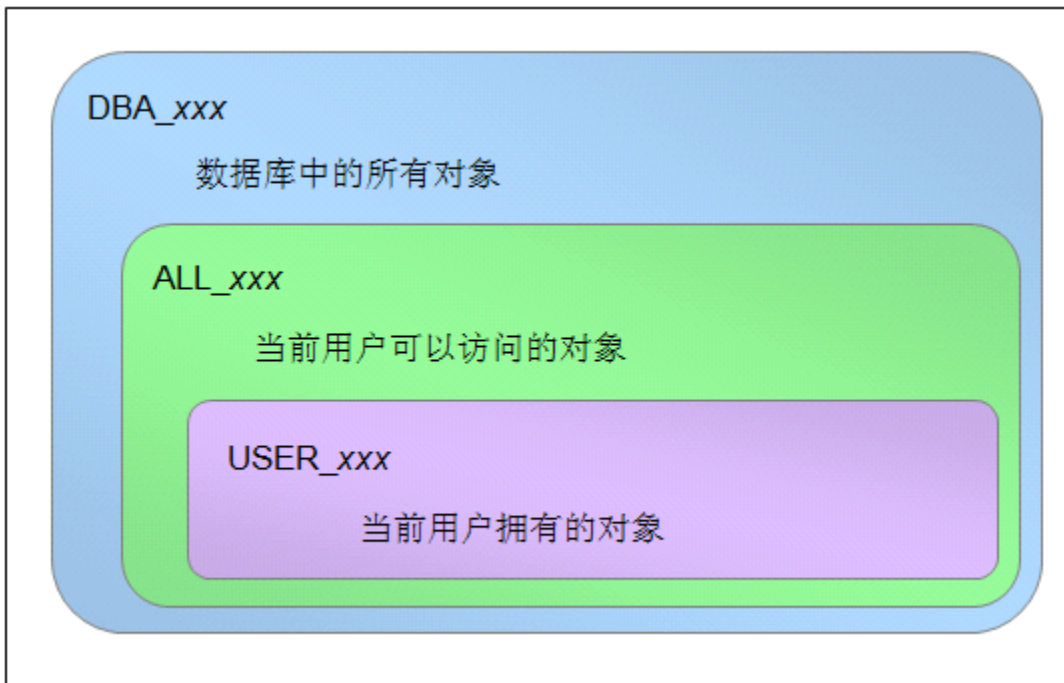 DBA_xxx
数据库中的所有对象
ALL_xxx
当前用户可以访问的对象
USER_xxx
当前用户拥有的对象